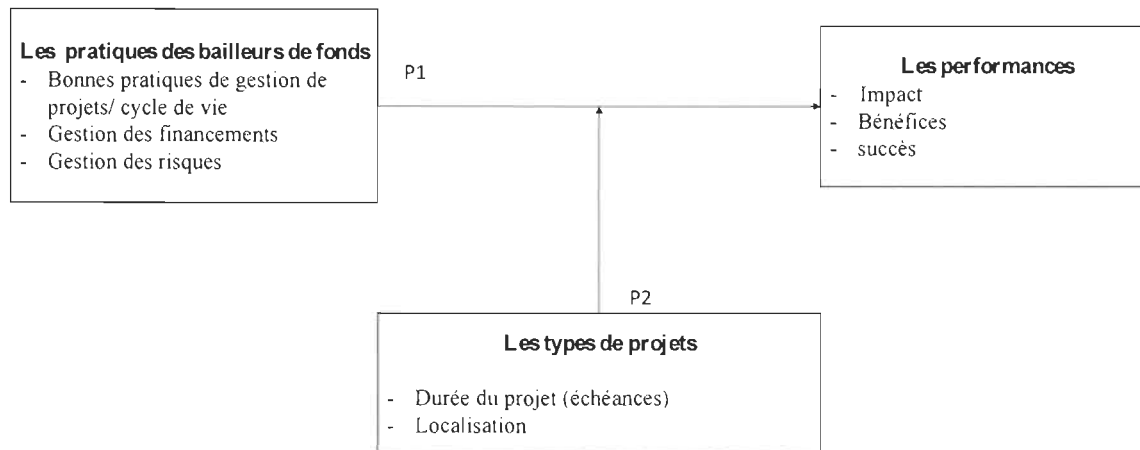 Les pratiques des bailleurs de fonds
- Bonnes pratiques de gestion de
projets/ cycle de vie
- Gestion des financements
- Gestion des risques
P1
Les performances
- Impact
- Bénéfices
- succès
P2
Les types de projets
- Durée du projet (échéances)
- Localisation